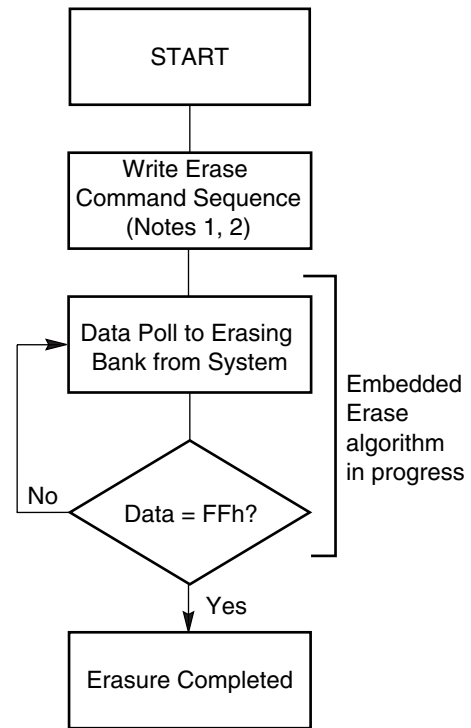 START
Write Erase
Command Sequence
(Notes 1, 2)
Data Poll to Erasing
Bank from System
Embedded
Erase
algorithm
in progress
No
Data = FFh?
Yes
Erasure Completed